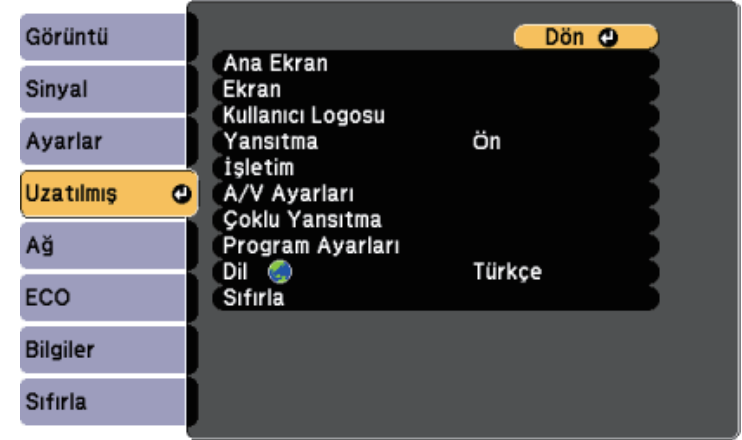 Görüntü
Sinyal
Ayarlar
Uzatılmış
Ağ
ECO
Bilgiler
Sıfırla
Dön
Ana Ekran
Ekran
Kullanıcı Logosu
Yansıtma Ön
İşletim
A/V Ayarları
Çoklu Yansıtma
Program Ayarları
Dil Türkçe
Sıfırla